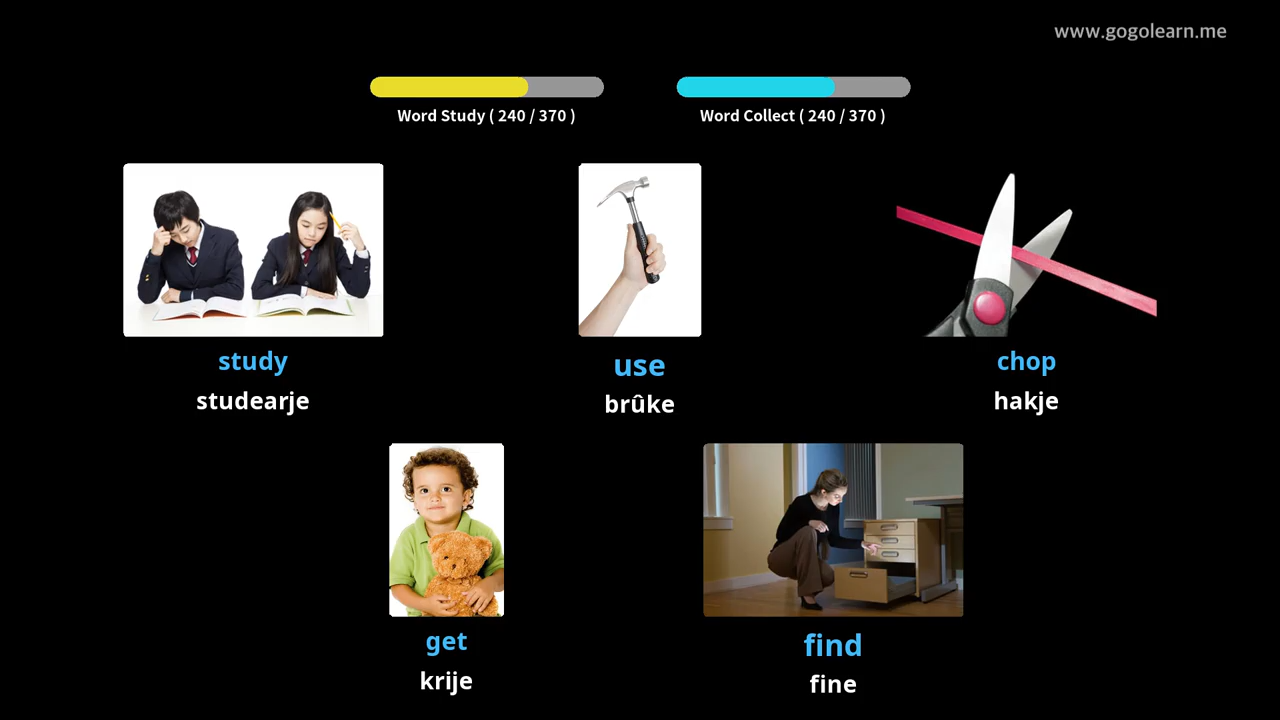 www.gogolearn.me
Word Study ( 240 / 370 )
Word Collect ( 240 / 370 )
study
studearje
use
brûke
chop
hakje
get
krije
find
fine